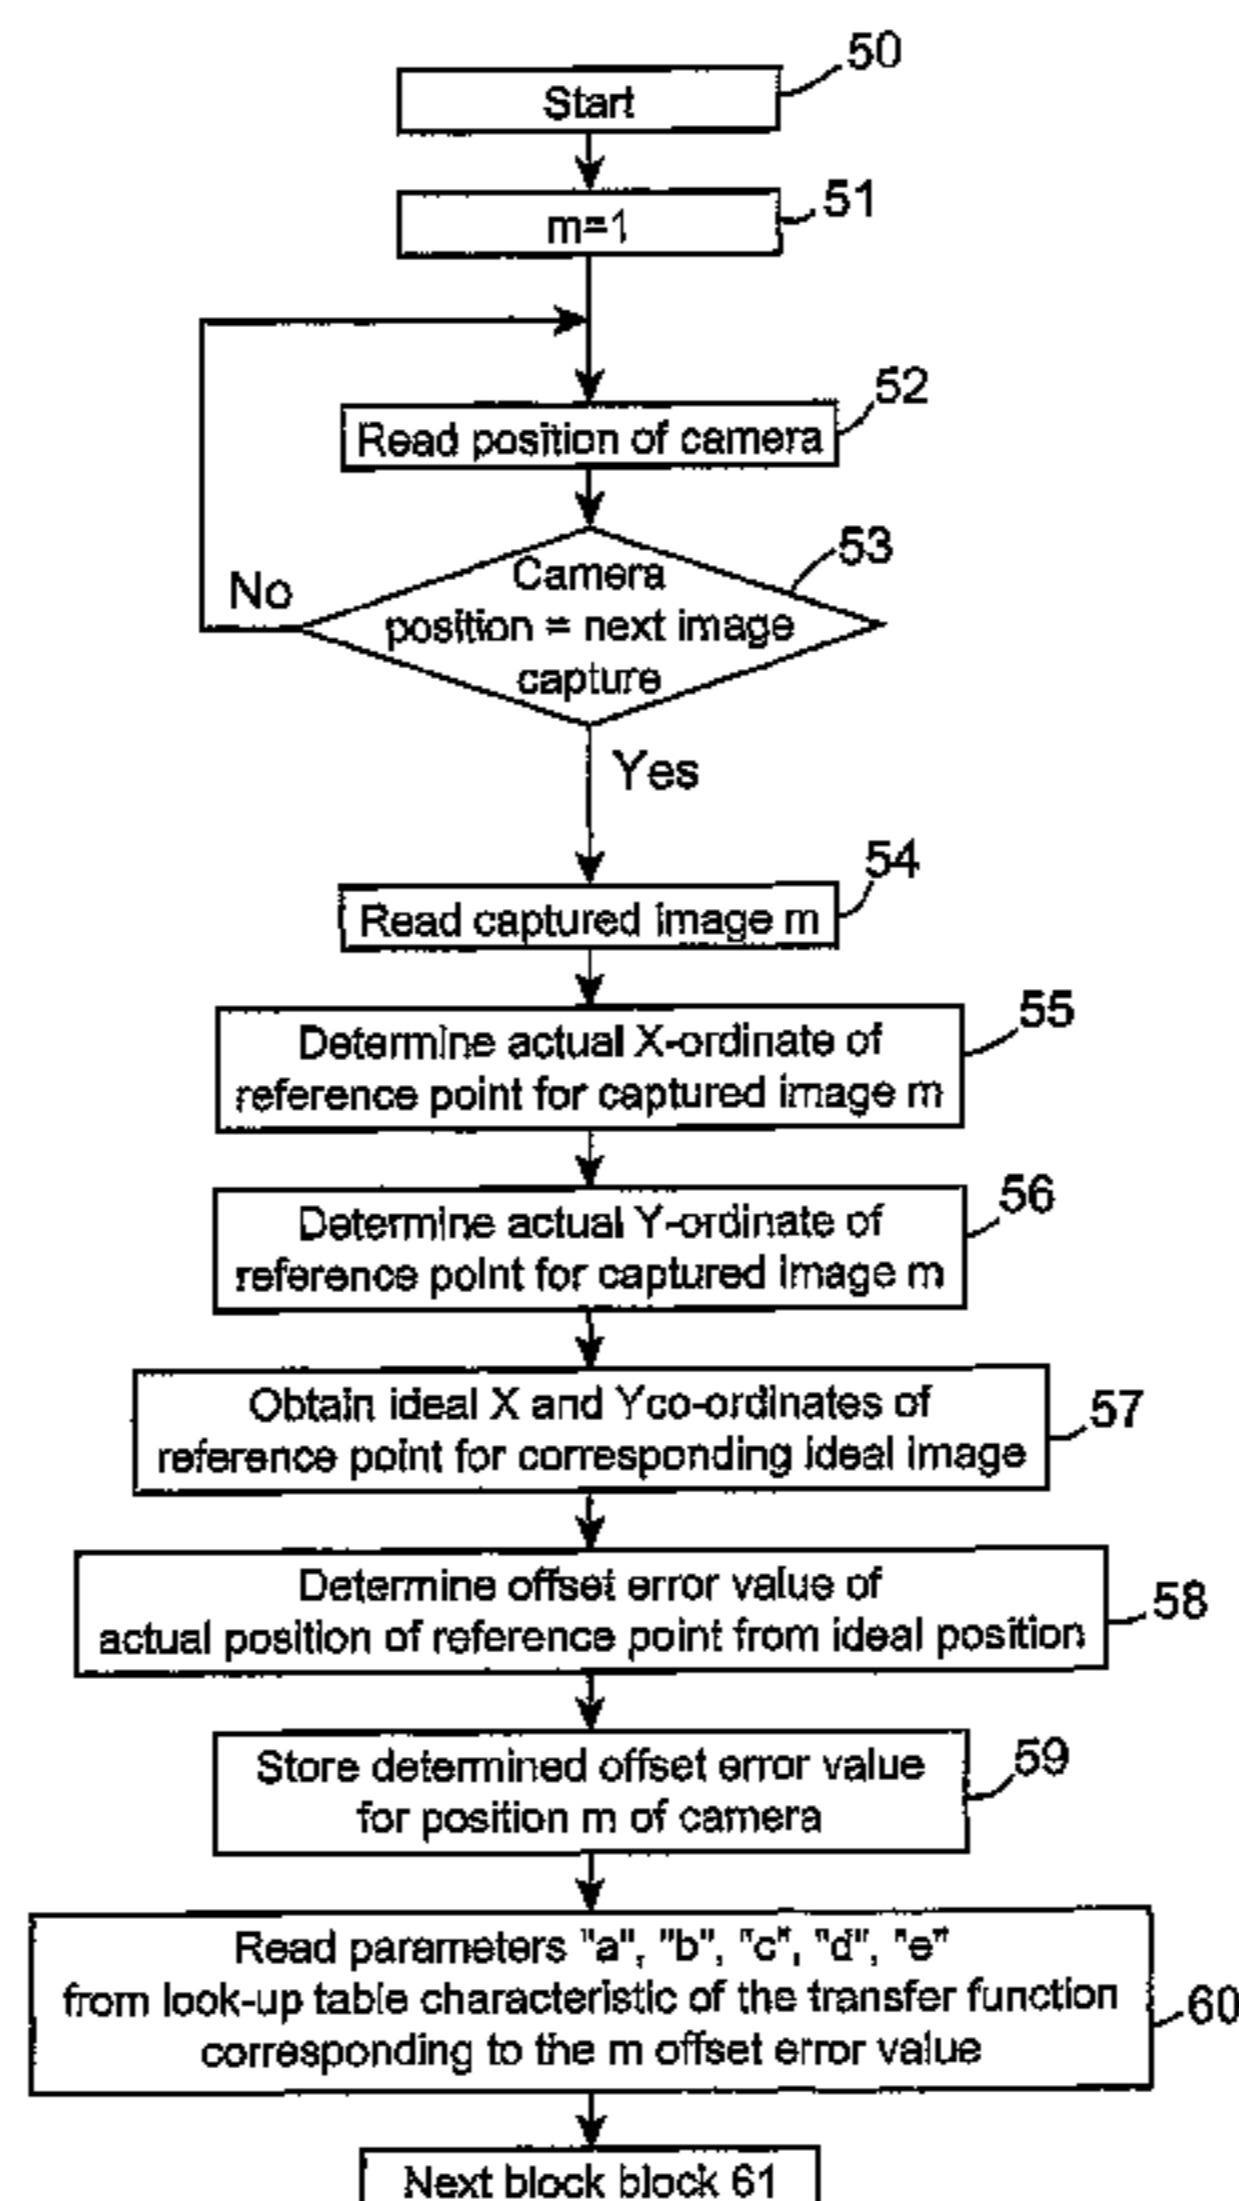 50
Start
51
m=1
52
Read position of camera
53
Camera
position = next image
capture
No
Yes
54
Read captured image m
55
Determine actual X-ordinate of
reference point for captured image m
56
Determine actual Y-ordinate of
reference point for captured image m
57
Obtain ideal X and Yco-ordinates of
reference point for corresponding ideal image
58
Determine offset error value of
actual position of reference point from ideal position
59
Store determined offset error value
for position m of camera
60
Read parameters "a", "b", "c", "d", "e"
from look-up table characteristic of the transfer function
corresponding to the m offset error value
Next block block 61